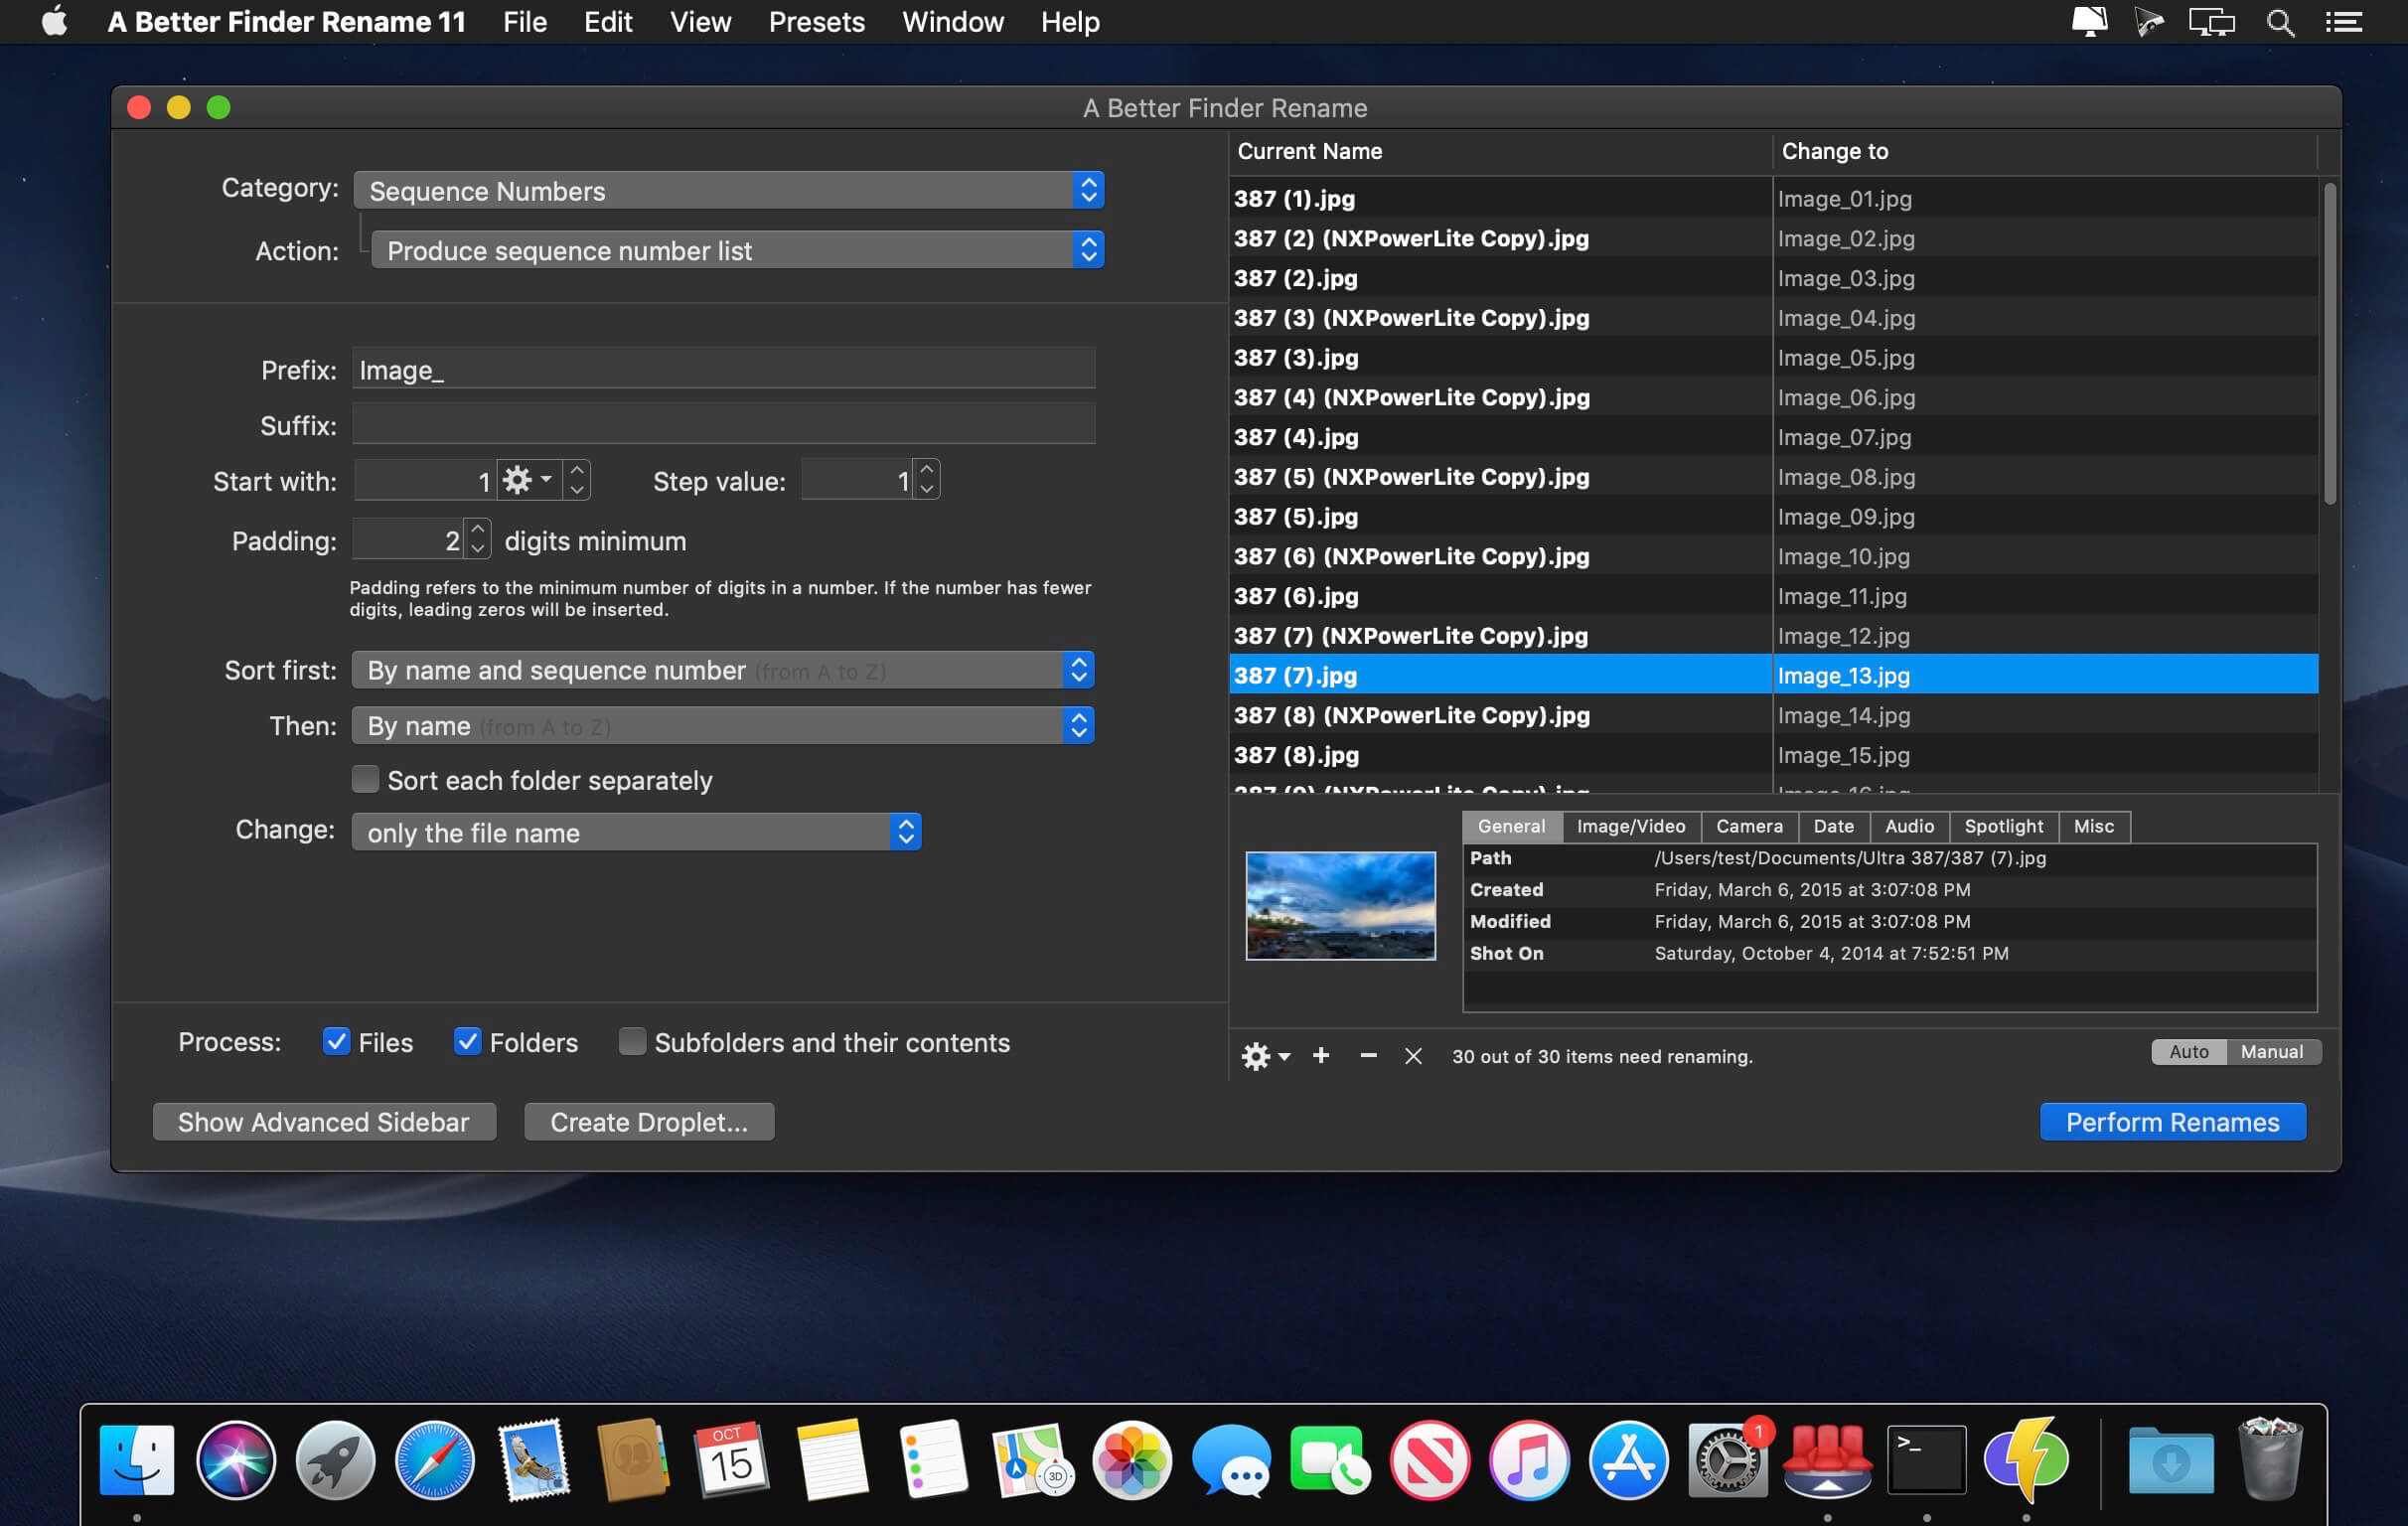 A Better Finder Rename 11 File Edit View Presets Window Help
A Better Finder Rename
Category: Sequence Numbers
Action: Produce sequence number list
Prefix: Image_
Suffix:
Start with: 1 Step value: 1
Padding: 2 digits minimum
Padding refers to the minimum number of digits in a number. If the number has fewer
digits, leading zeros will be inserted.
Sort first: By name and sequence number (from A to Z)
Then: By name (from A to Z)
Sort each folder separately
Change: only the file name
Process: Files Folders Subfolders and their contents
Show Advanced Sidebar Create Droplet...
Current Name Change to
387 (1).jpg Image_01.jpg
387 (2) (NXPowerLite Copy).jpg Image_02.jpg
387 (2).jpg Image_03.jpg
387 (3) (NXPowerLite Copy).jpg Image_04.jpg
387 (3).jpg Image_05.jpg
387 (4) (NXPowerLite Copy).jpg Image_06.jpg
387 (4).jpg Image_07.jpg
387 (5) (NXPowerLite Copy).jpg Image_08.jpg
387 (5).jpg Image_09.jpg
387 (6) (NXPowerLite Copy).jpg Image_10.jpg
387 (6).jpg Image_11.jpg
387 (7) (NXPowerLite Copy).jpg Image_12.jpg
387 (7).jpg Image_13.jpg
387 (8) (NXPowerLite Copy).jpg Image_14.jpg
387 (8).jpg Image_15.jpg
387 (9) (NXPowerLite Copy).jpg Image_16.jpg
General Image/Video Camera Date Audio Spotlight Misc
Path /Users/test/Documents/Ultra 387/387 (7).jpg
Created Friday, March 6, 2015 at 3:07:08 PM
Modified Friday, March 6, 2015 at 3:07:08 PM
Shot On Saturday, October 4, 2014 at 7:52:51 PM
30 out of 30 items need renaming. Auto Manual
Perform Renames
OCT
15
3D
1
>_